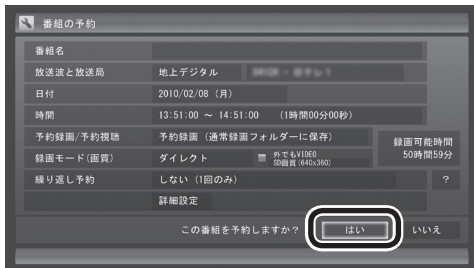 番組の予約
番組名
放送波と放送局 地上デジタル
日付 2010/02/08 (月)
時間 13:51:00 ~ 14:51:00 (1時間00分00秒)
予約録画/予約視聴 予約録画 (通常録画フォルダーに保存)
録画可能時間
50時間59分
録画モード(画質) ダイレクト 外でもVIDEO
SD画質(640x360)
繰り返し予約 しない (1回のみ) ?
詳細設定
この番組を予約しますか? はい いいえ